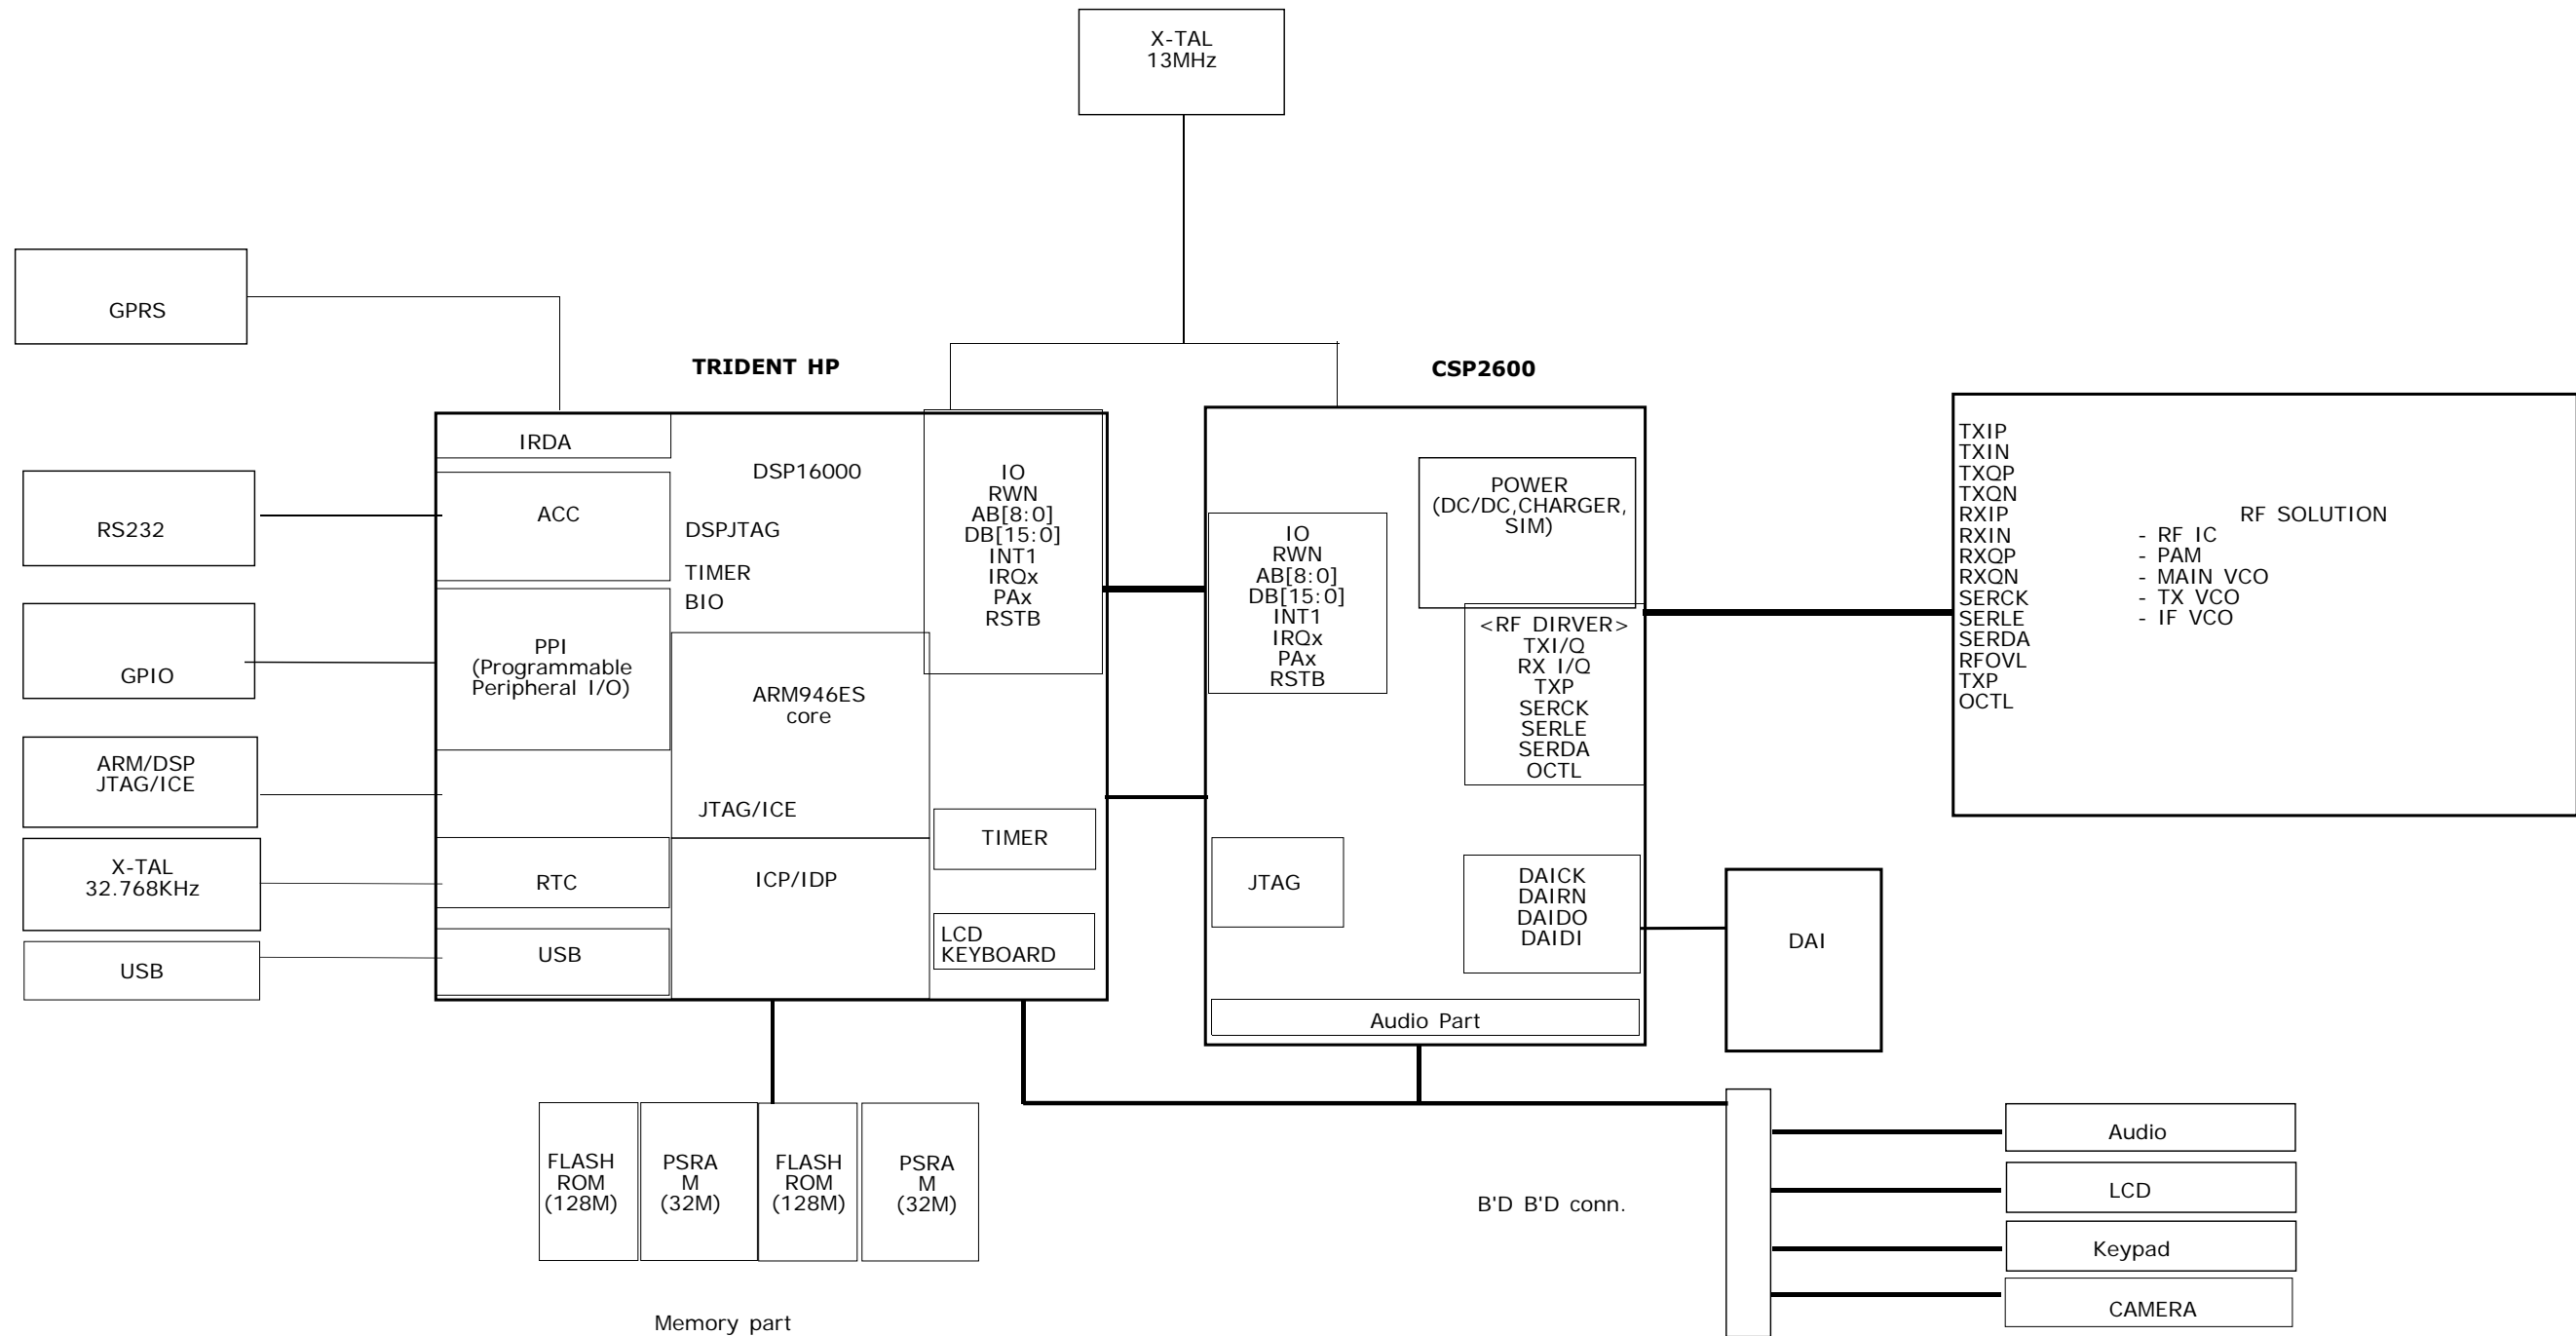 X-TAL
13MHz
GPRS
TRIDENT HP
CSP2600
RS232
GPIO
ARM/DSP
JTAG/ICE
X-TAL
32.768KHz
USB
IRDA
ACC
PPI
(Programmable
Peripheral I/O)
RTC
USB
DSP16000
DSPJTAG
TIMER
BIO
ARM946ES
core
JTAG/ICE
ICP/IDP
IO
RWN
AB[8:0]
DB[15:0]
INT1
IRQx
PAx
RSTB
TIMER
LCD
KEYBOARD
IO
RWN
AB[8:0]
DB[15:0]
INT1
IRQx
PAx
RSTB
JTAG
POWER
(DC/DC,CHARGER,
SIM)
<RF DIRVER>
TXI/Q
RX I/Q
TXP
SERCK
SERLE
SERDA
OCTL
DAICK
DAIRN
DAIDO
DAIDI
Audio Part
TXIP
TXIN
TXQP
TXQN
RXIP
RXIN
RXQP
RXQN
SERCK
SERLE
SERDA
RFOVL
TXP
OCTL
RF SOLUTION
- RF IC
- PAM
- MAIN VCO
- TX VCO
- IF VCO
DAI
FLASH
ROM
(128M)
PSRA
M
(32M)
FLASH
ROM
(128M)
PSRA
M
(32M)
Memory part
B'D B'D conn.
Audio
LCD
Keypad
CAMERA